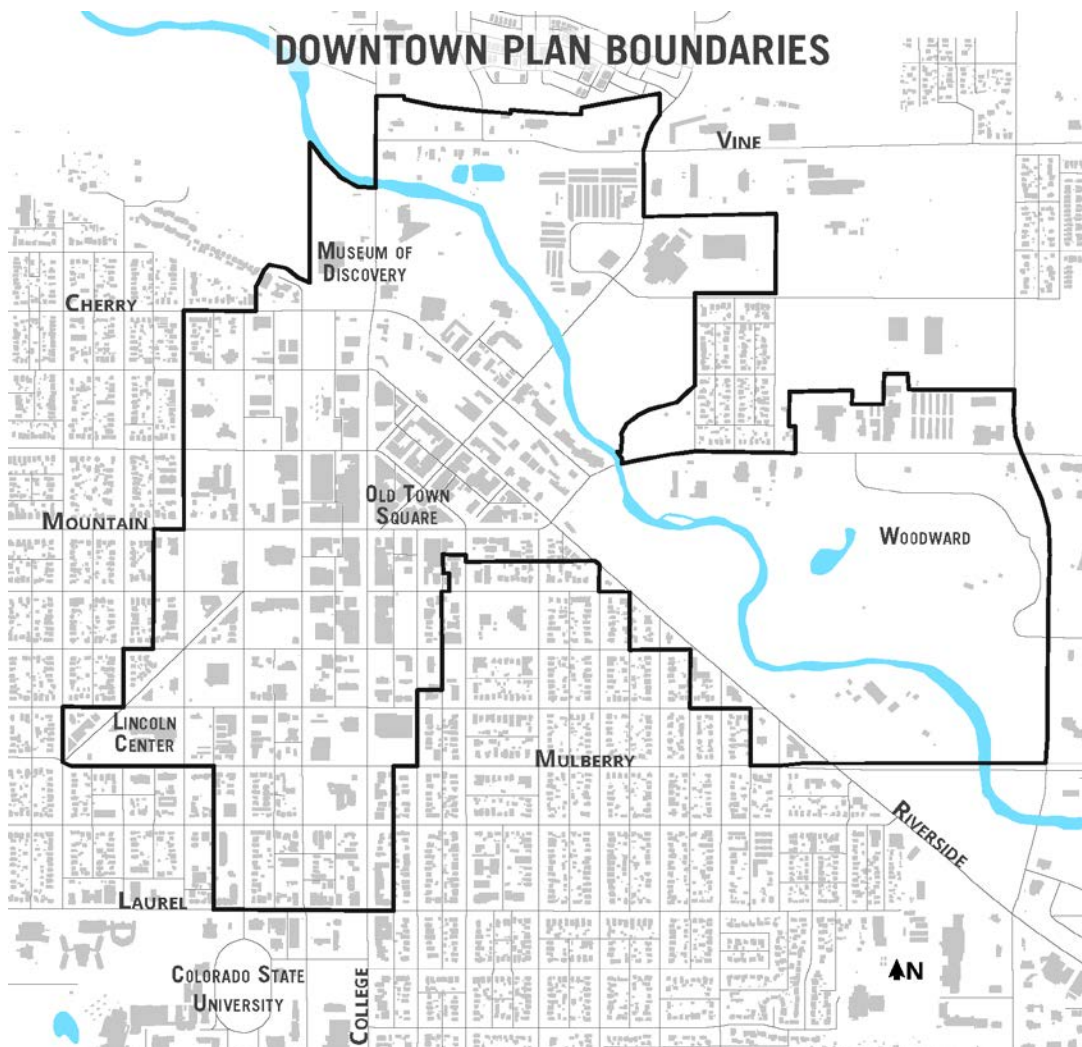 DOWNTOWN PLAN BOUNDARIES
VINE
MUSEUM OF
DISCOVERY
CHERRY
OLD TOWN
SQUARE
MOUNTAIN
WOODWARD
LINCOLN
CENTER
MULBERRY
RIVERSIDE
LAUREL
COLORADO STATE
UNIVERSITY
COLLEGE
N